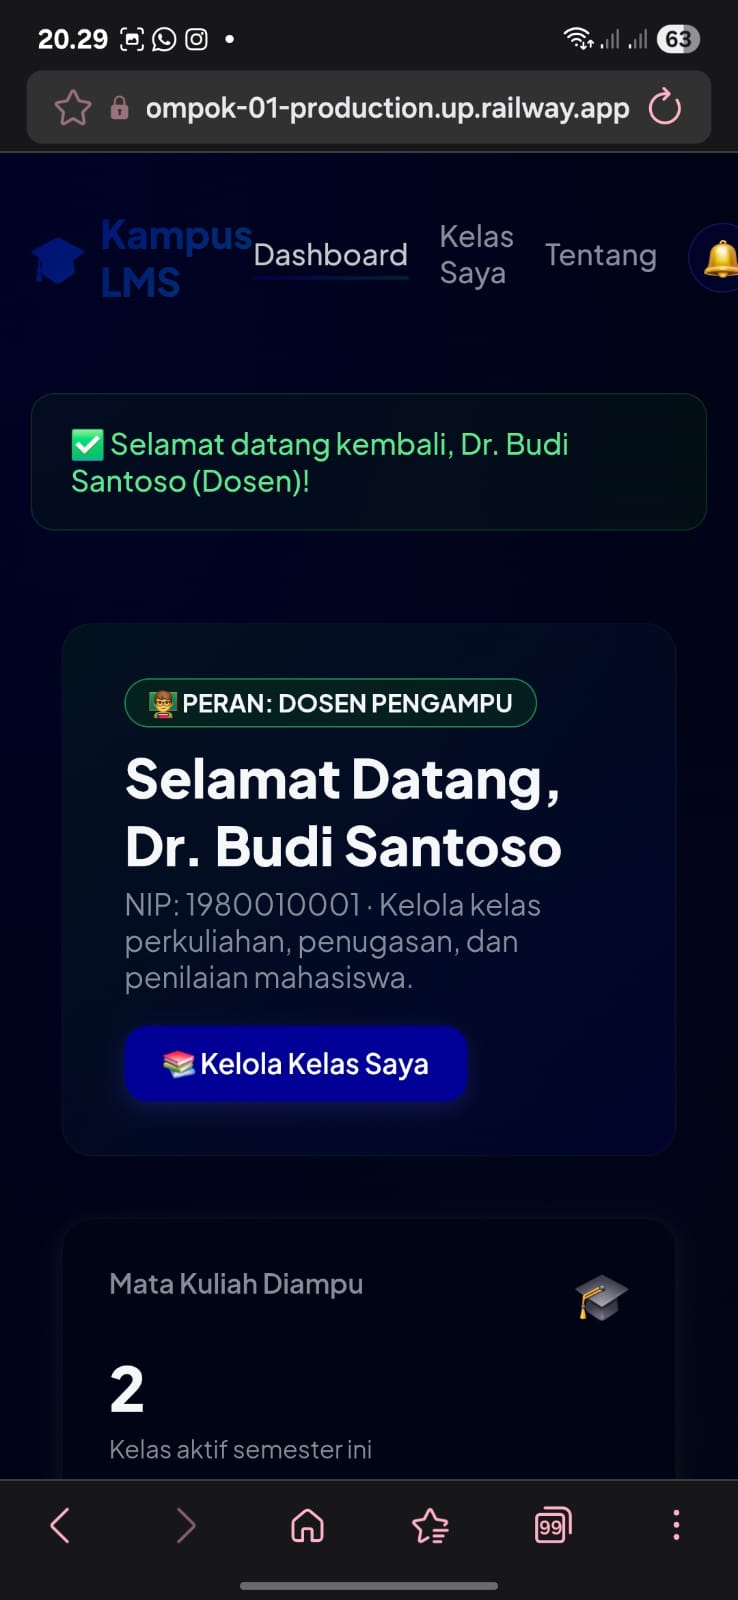 20.29
63
ompok-01-production.up.railway.app
Kampus
LMS
Dashboard
Kelas
Saya
Tentang
✅ Selamat datang kembali, Dr. Budi
Santoso (Dosen)!
👨‍🏫 PERAN: DOSEN PENGAMPU
Selamat Datang,
Dr. Budi Santoso
NIP: 1980010001 · Kelola kelas
perkuliahan, penugasan, dan
penilaian mahasiswa.
📚 Kelola Kelas Saya
Mata Kuliah Diampu
2
Kelas aktif semester ini
99